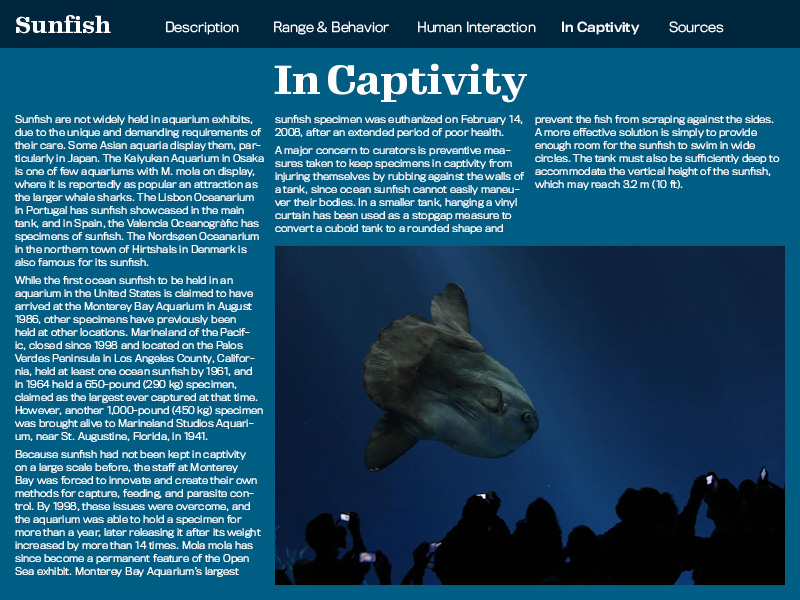 Sunfish
Description
Range & Behavior
Human Interaction
In Captivity
Sources
In Captivity
Sunfish are not widely held in aquarium exhibits,
due to the unique and demanding requirements of
their care. Some Asian aquaria display them, par-
ticularly in Japan. The Kaiyukan Aquarium in Osaka
is one of few aquariums with M. mola on display,
where it is reportedly as popular an attraction as
the larger whale sharks. The Lisbon Oceanarium
in Portugal has sunfish showcased in the main
tank, and in Spain, the Valencia Oceanogràfic has
specimens of sunfish. The Nordsøen Oceanarium
in the northern town of Hirtshals in Denmark is
also famous for its sunfish.
While the first ocean sunfish to be held in an
aquarium in the United States is claimed to have
arrived at the Monterey Bay Aquarium in August
1986, other specimens have previously been
held at other locations. Marineland of the Pacif-
ic, closed since 1998 and located on the Palos
Verdes Peninsula in Los Angeles County, Califor-
nia, held at least one ocean sunfish by 1961, and
in 1964 held a 650-pound (290 kg) specimen,
claimed as the largest ever captured at that time.
However, another 1,000-pound (450 kg) specimen
was brought alive to Marineland Studios Aquari-
um, near St. Augustine, Florida, in 1941.
Because sunfish had not been kept in captivity
on a large scale before, the staff at Monterey
Bay was forced to innovate and create their own
methods for capture, feeding, and parasite con-
trol. By 1998, these issues were overcome, and
the aquarium was able to hold a specimen for
more than a year, later releasing it after its weight
increased by more than 14 times. Mola mola has
since become a permanent feature of the Open
Sea exhibit. Monterey Bay Aquarium's largest
sunfish specimen was euthanized on February 14,
2008, after an extended period of poor health.
A major concern to curators is preventive mea-
sures taken to keep specimens in captivity from
injuring themselves by rubbing against the walls of
a tank, since ocean sunfish cannot easily maneu-
ver their bodies. In a smaller tank, hanging a vinyl
curtain has been used as a stopgap measure to
convert a cuboid tank to a rounded shape and
prevent the fish from scraping against the sides.
A more effective solution is simply to provide
enough room for the sunfish to swim in wide
circles. The tank must also be sufficiently deep to
accommodate the vertical height of the sunfish,
which may reach 3.2 m (10 ft).